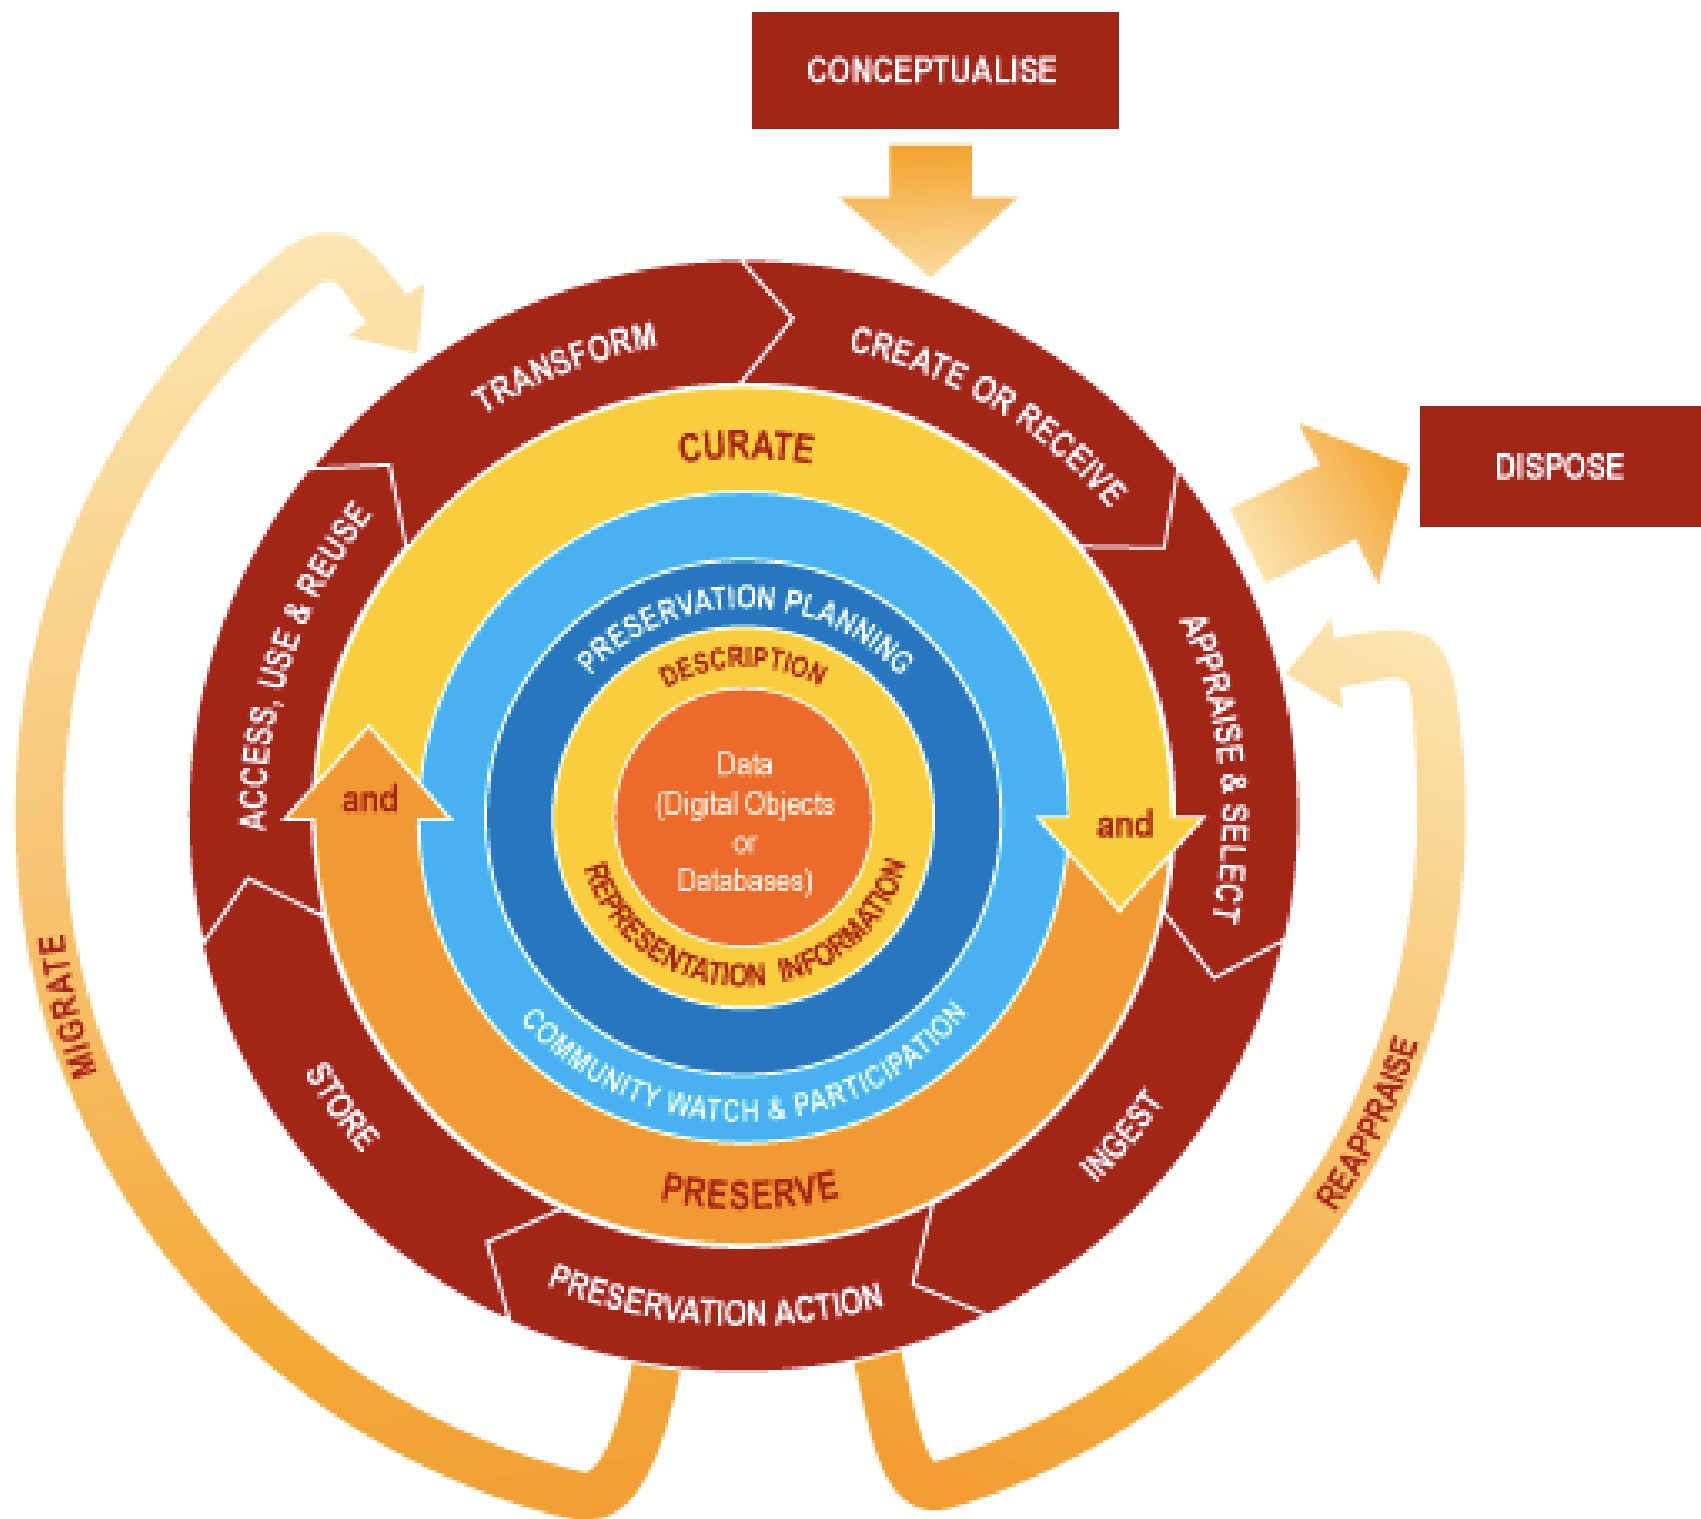 CONCEPTUALISE
TRANSFORM
CREATE OR RECEIVE
CURATE
DISPOSE
ACCESS, USE & REUSE
PRESERVATION PLANNING
DESCRIPTION
APPRAISE & SELECT
Data
(Digital Objects
or
Databases)
and
and
REPRESENTATION INFORMATION
MIGRATE
COMMUNITY WATCH & PARTICIPATION
STORE
INGEST
REAPPRAISE
PRESERVE
PRESERVATION ACTION